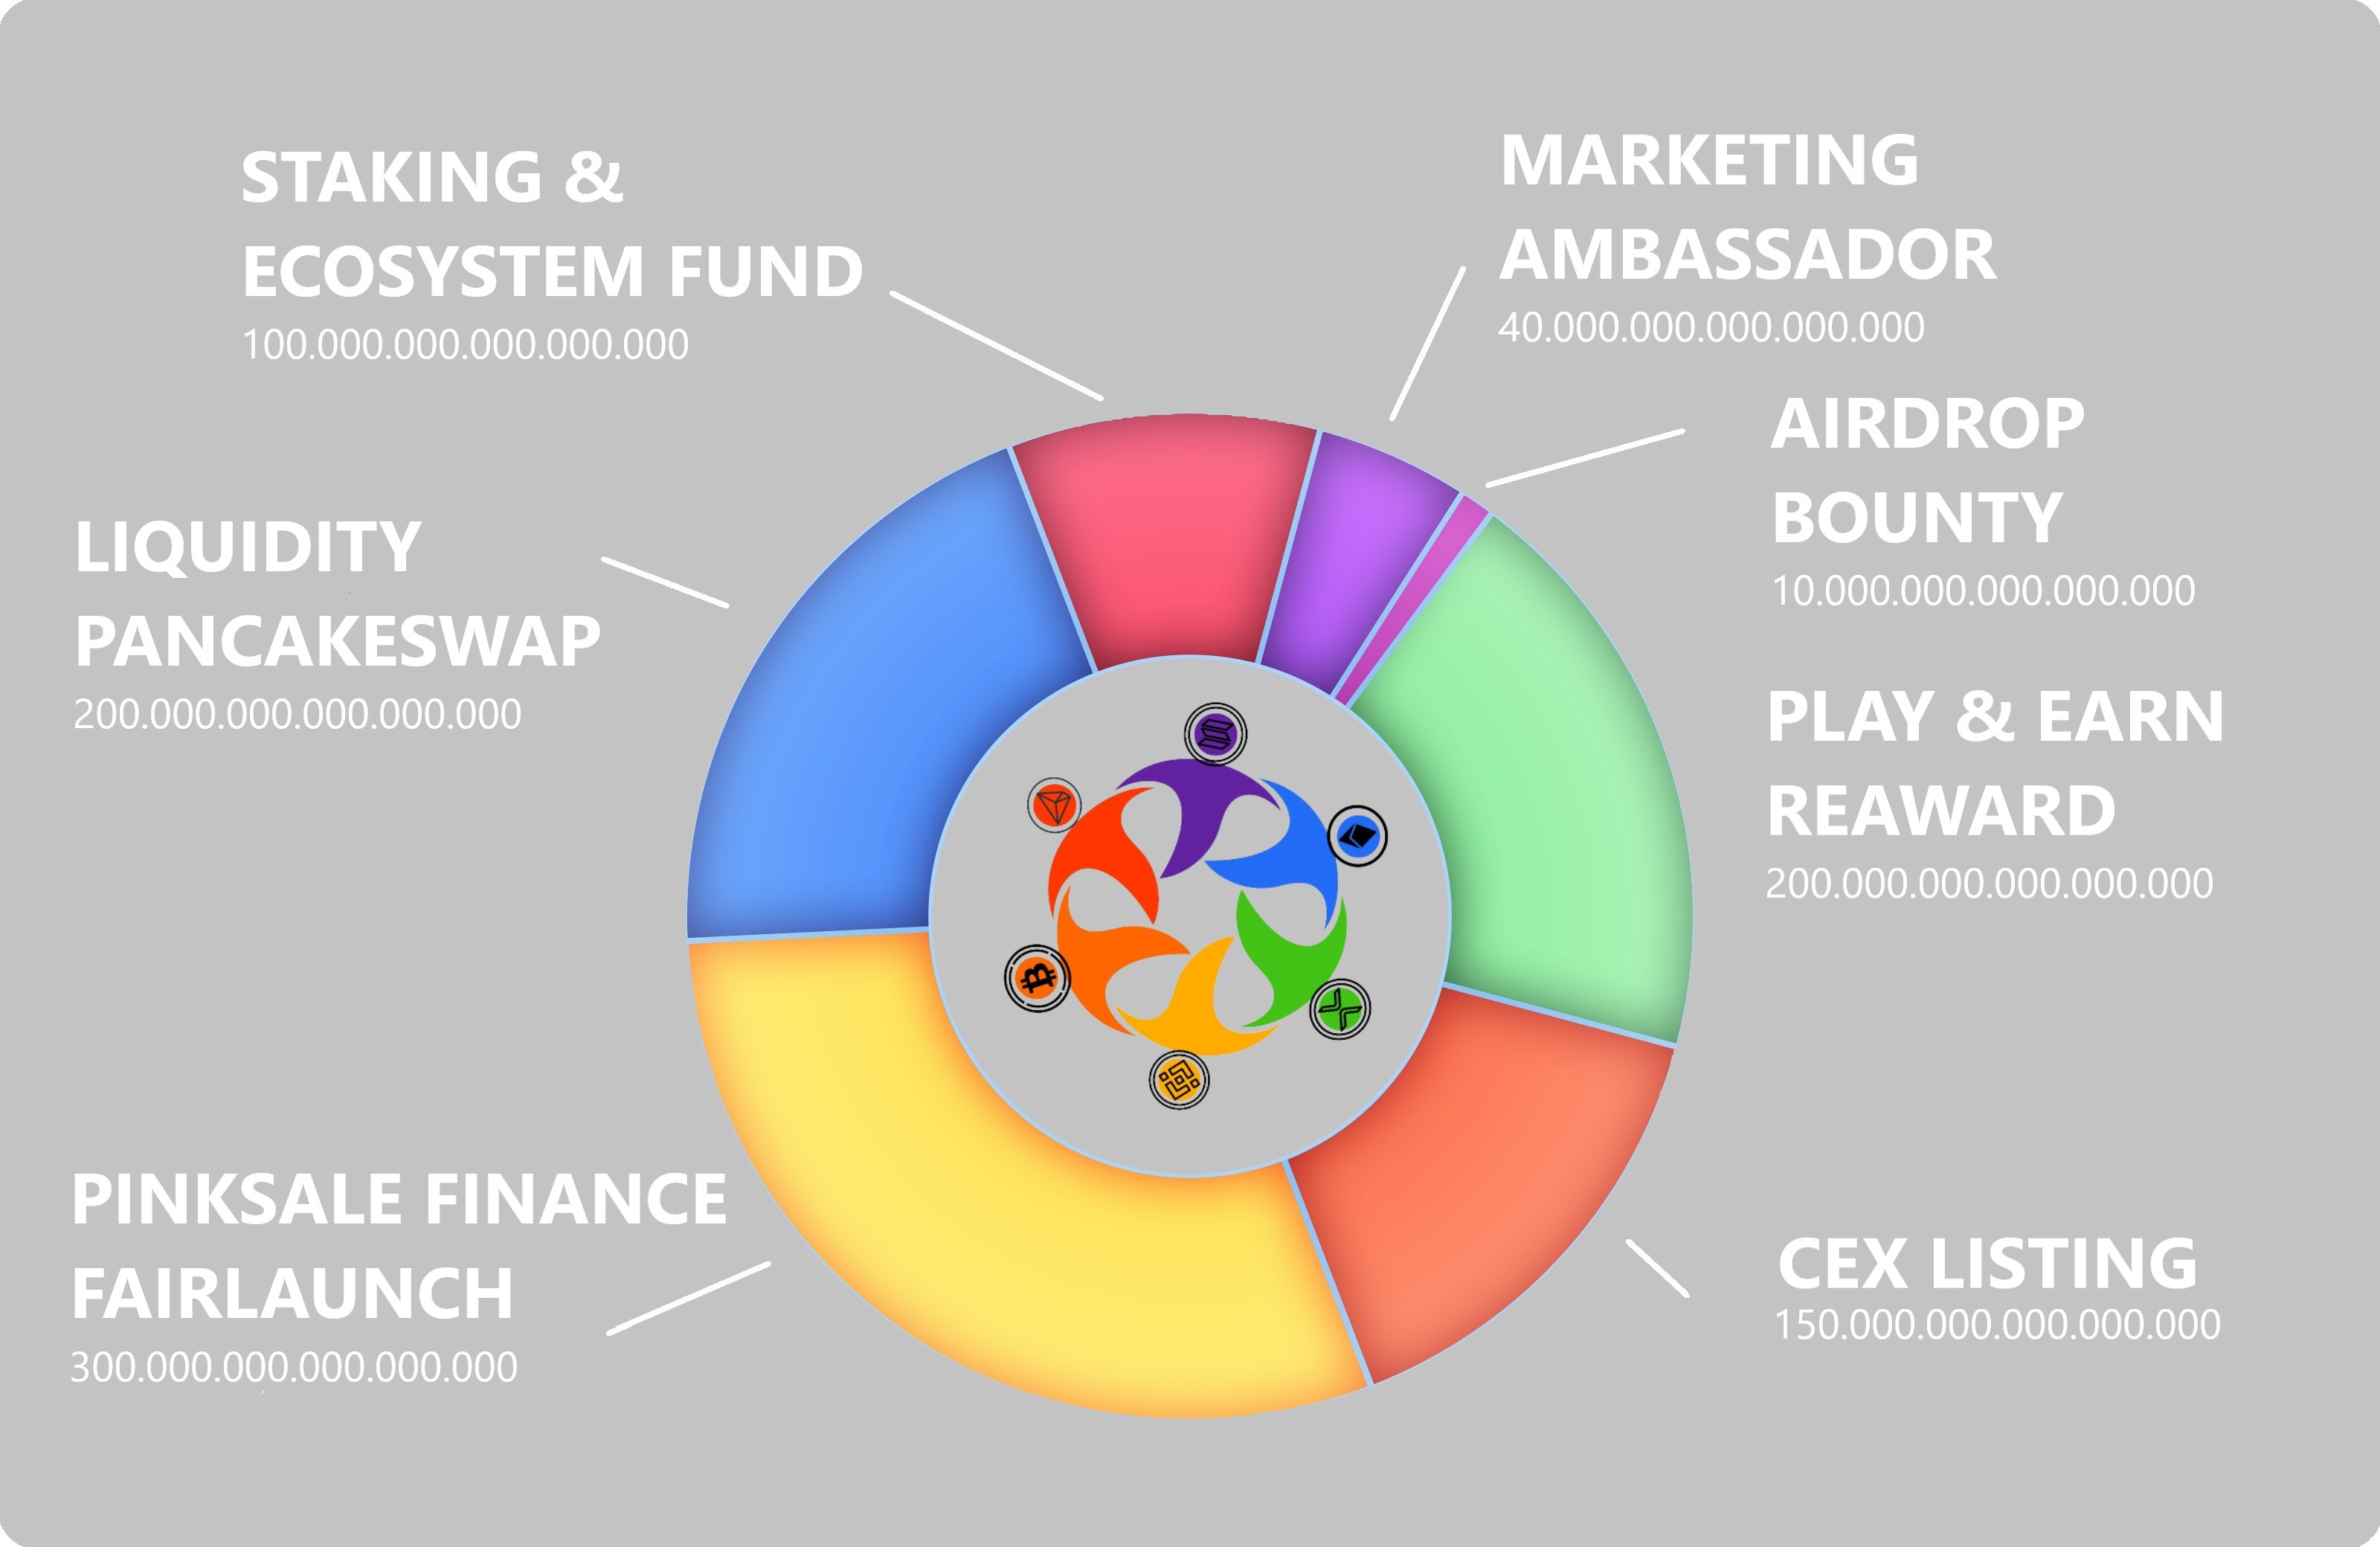 STAKING &
ECOSYSTEM FUND
100.000.000.000.000.000
MARKETING
AMBASSADOR
40.000.000.000.000.000
AIRDROP
BOUNTY
10.000.000.000.000.000
LIQUIDITY
PANCAKESWAP
200.000.000.000.000.000
PLAY & EARN
REAWARD
200.000.000.000.000.000
PINKSALE FINANCE
FAIRLAUNCH
300.000.000.000.000.000
CEX LISTING
150.000.000.000.000.000